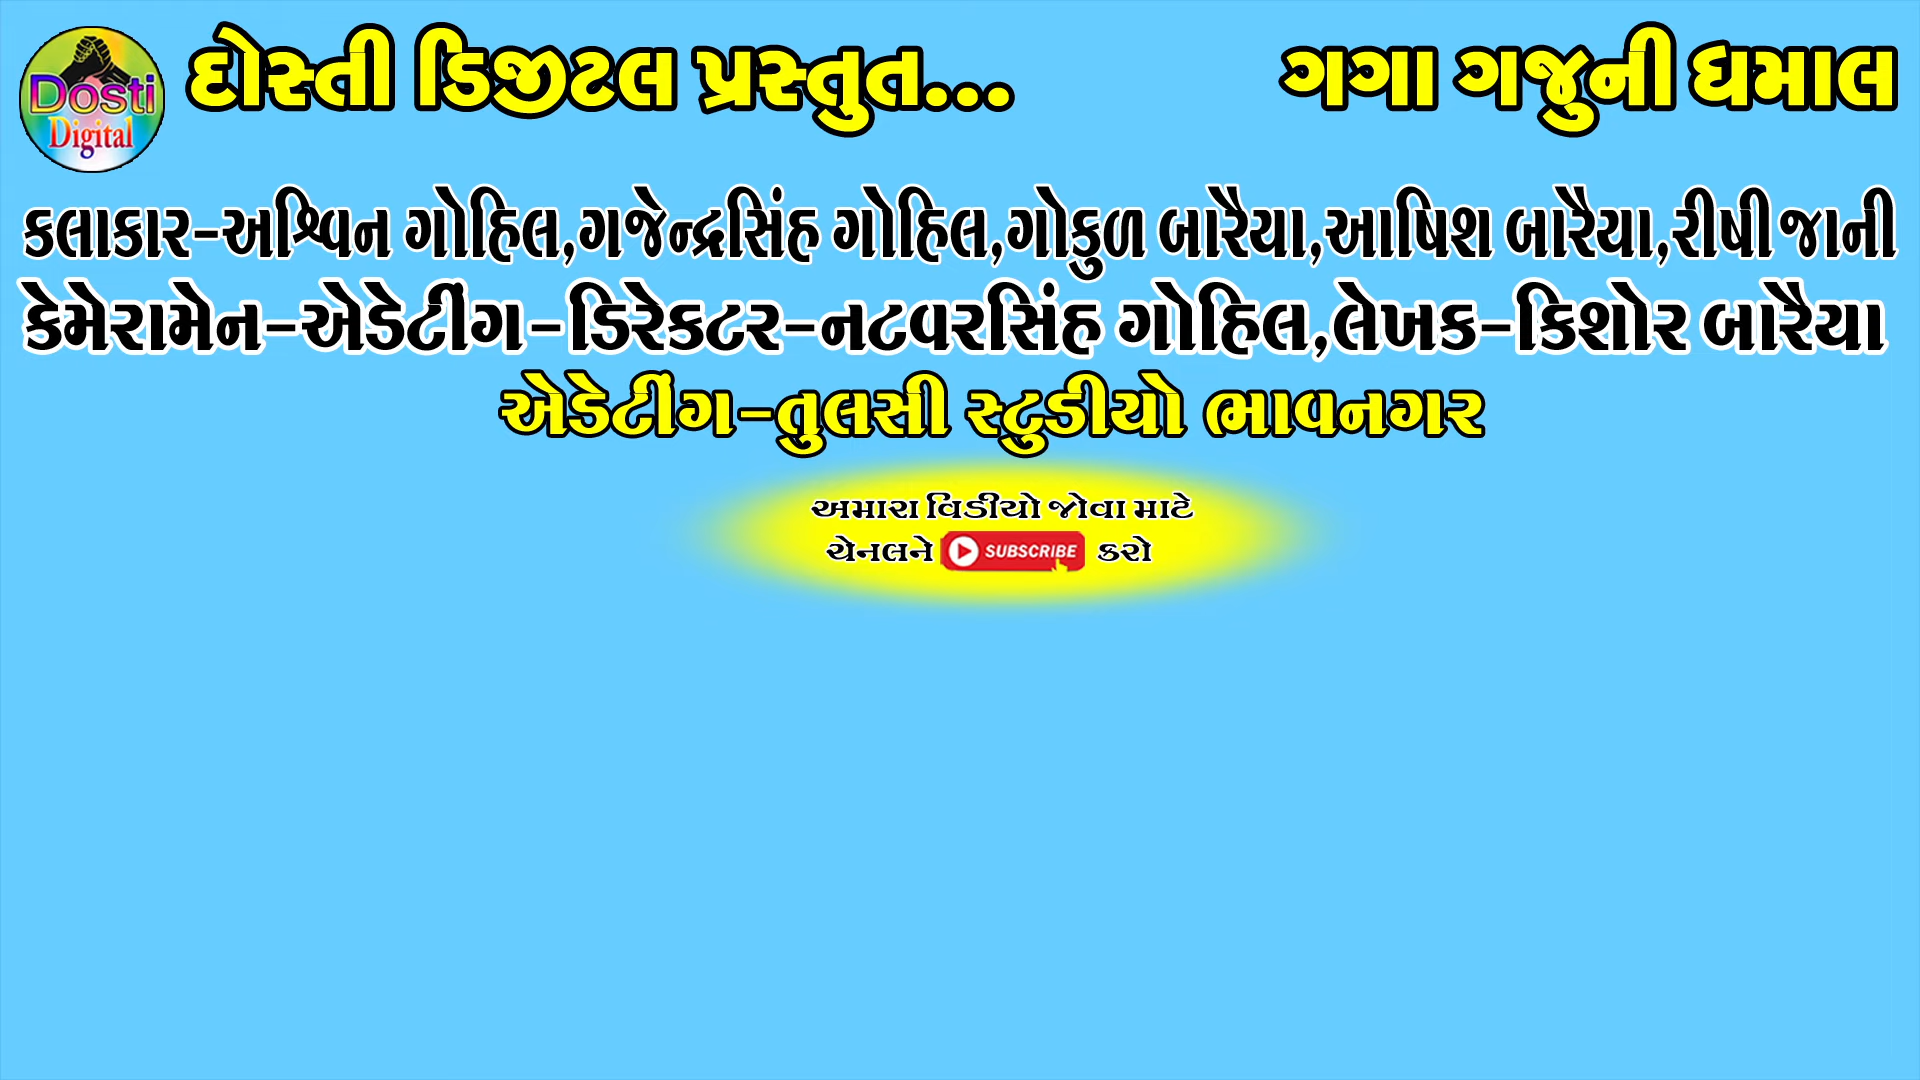 Dosti
Digital
દોસ્તી ડિજીટલ પ્રસ્તુત... ગગા ગજુની ધમાલ
કલાકાર-અશ્વિન ગોહિલ,ગજેન્દ્રસિંહ ગોહિલ,ગોકુળ બારૈયા,આષિશ બારૈયા,રીષી જાની
કેમેરામેન-એડેટીંગ-ડિરેકટર-નટવરસિંહ ગોહિલ,લેખક-કિશોર બારૈયા
એડેટીંગ-તુલસી સ્ટુડીયો ભાવનગર
અમારા વિડીયો જોવા માટે
ચેનલને SUBSCRIBE કરો